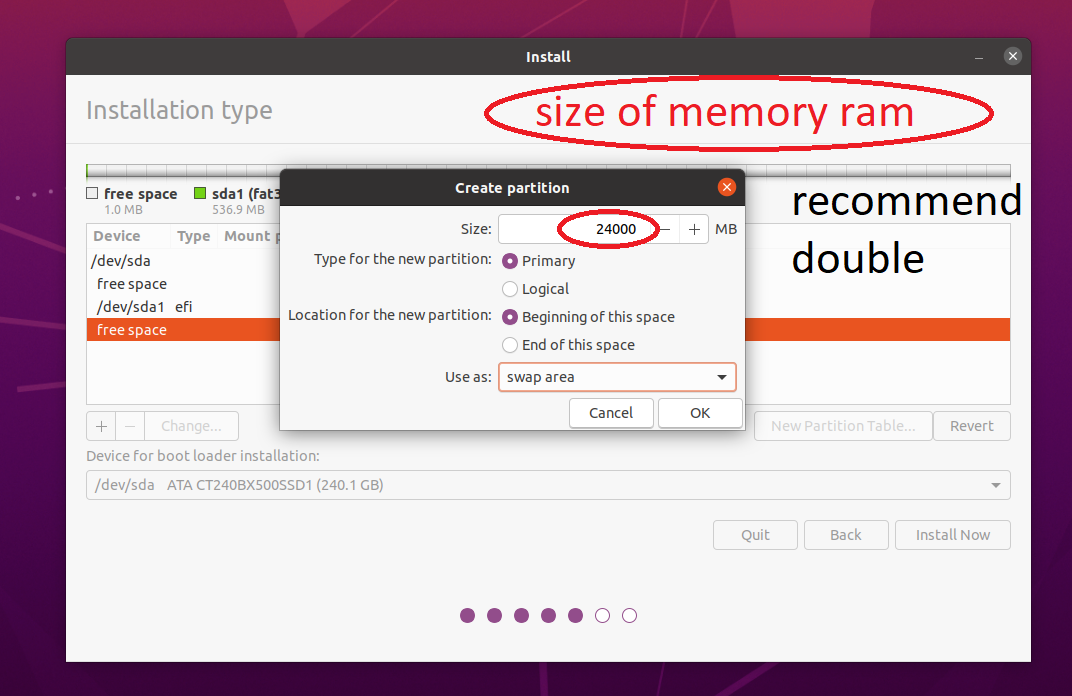 Install
Installation type
size of memory ram
free space
sda1 (fat3
1.0 MB
536.9 MB
recommend
double
Device Type Mount p
/dev/sda
free space
/dev/sda1 efi
free space
Create partition
Size: 24000 MB
Type for the new partition: Primary
Logical
Location for the new partition: Beginning of this space
End of this space
Use as: swap area
Cancel OK
+ − Change... New Partition Table... Revert
Device for boot loader installation:
/dev/sda ATA CT240BX500SSD1 (240.1 GB)
Quit Back Install Now